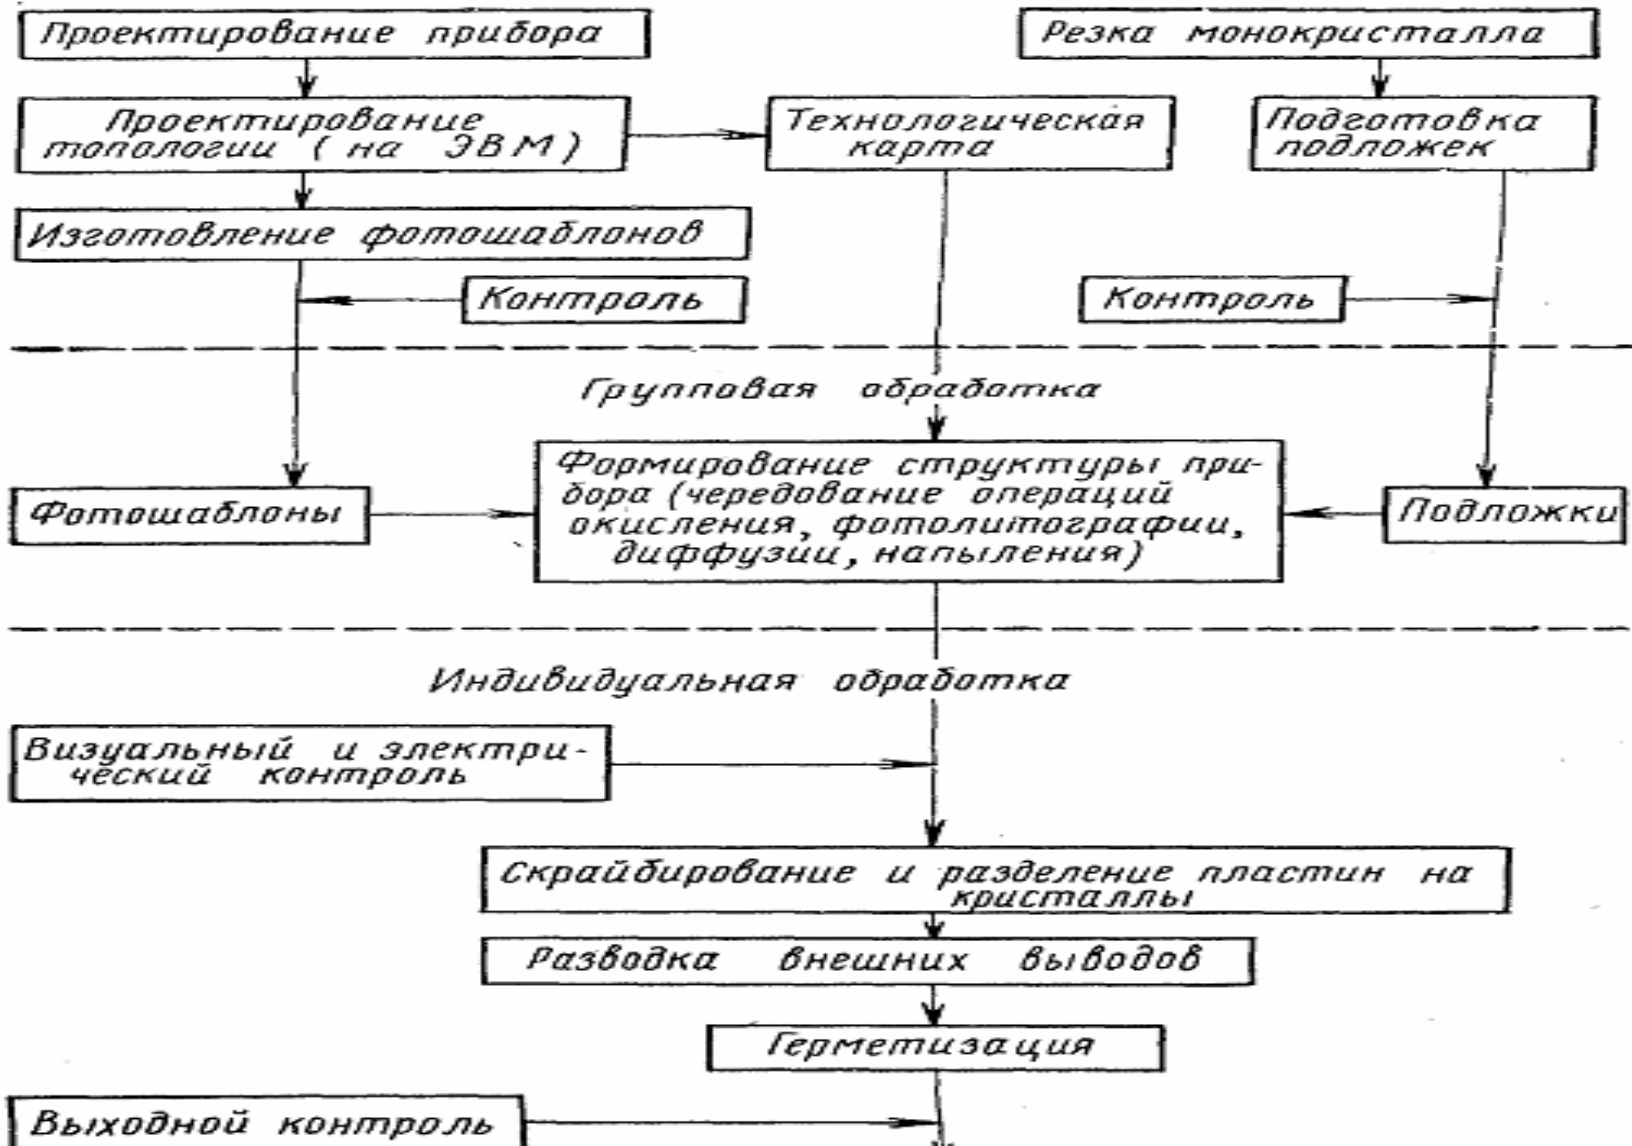 Проектирование прибора
Резка монокристалла
Проектирование
топологии (на ЭВМ)
Технологическая
карта
Подготовка
подложек
Изготовление фотошаблонов
Контроль
Контроль
Групповая обработка
Фотошаблоны
Формирование структуры при-
бора (чередование операций
окисления, фотолитографии,
диффузии, напыления)
Подложки
Индивидуальная обработка
Визуальный и электри-
ческий контроль
Скрайбирование и разделение пластин на
кристаллы
Разводка внешних выводов
Герметизация
Выходной контроль